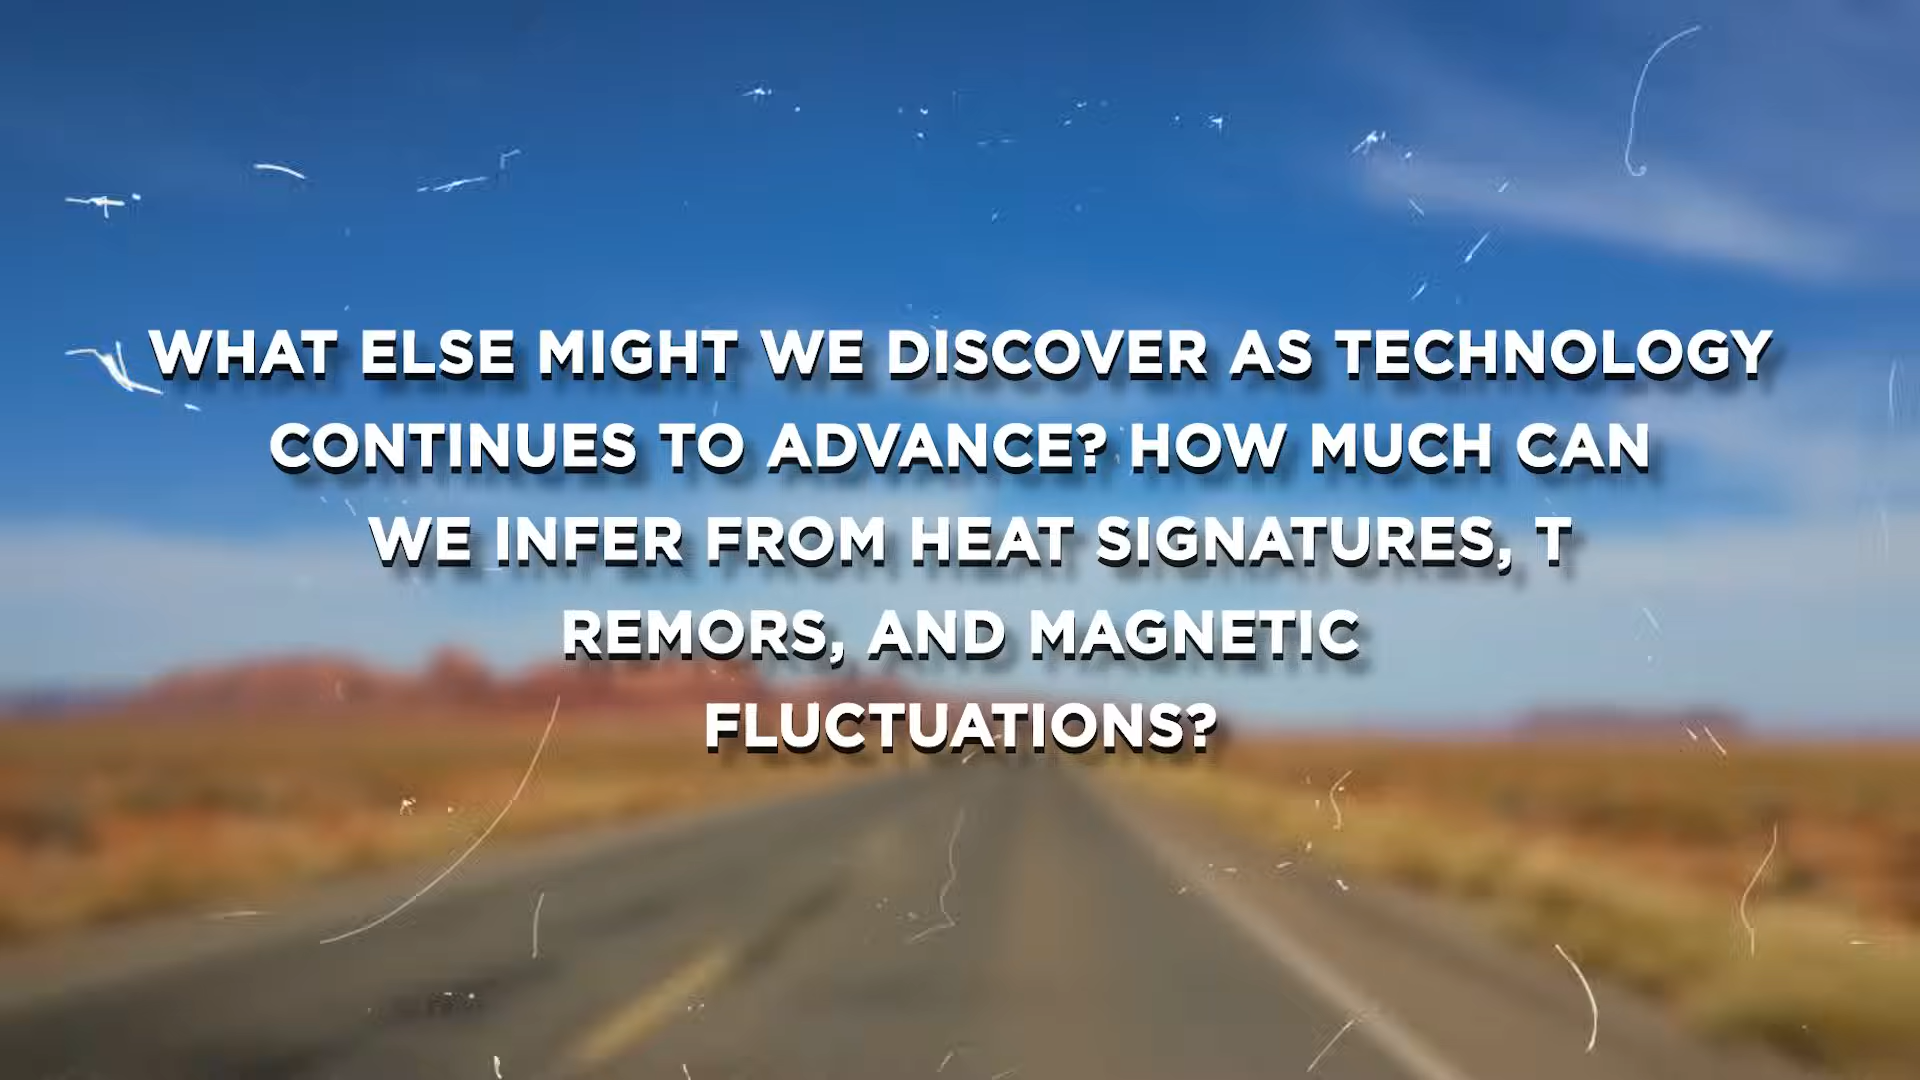 WHAT ELSE MIGHT WE DISCOVER AS TECHNOLOGY
CONTINUES TO ADVANCE? HOW MUCH CAN
WE INFER FROM HEAT SIGNATURES, T
REMORS, AND MAGNETIC
FLUCTUATIONS?